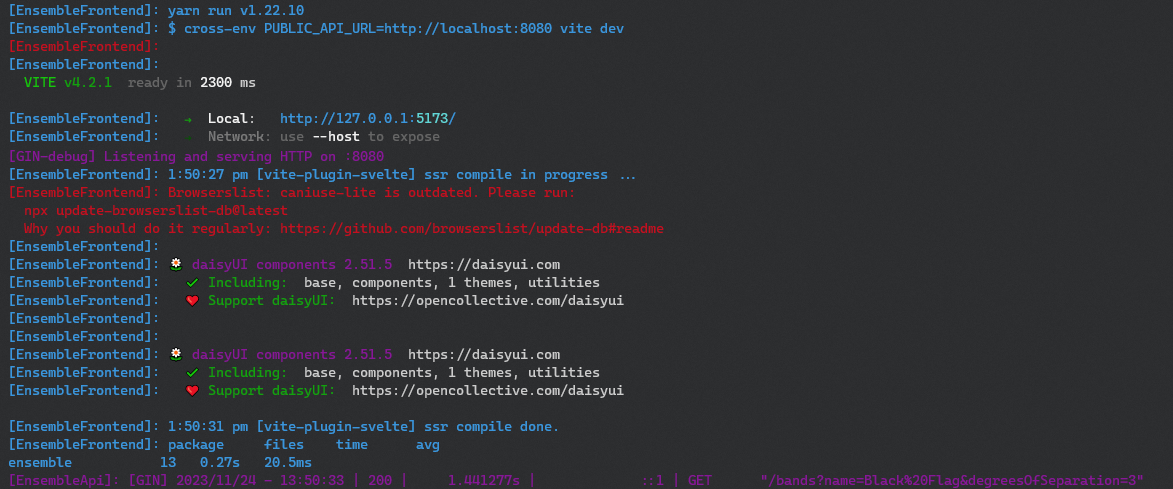 [EnsembleFrontend]: yarn run v1.22.10
[EnsembleFrontend]: $ cross-env PUBLIC_API_URL=http://localhost:8080 vite dev
[EnsembleFrontend]:
[EnsembleFrontend]:
  VITE v4.2.1  ready in 2300 ms

[EnsembleFrontend]:   →  Local:   http://127.0.0.1:5173/
[EnsembleFrontend]:   →  Network: use --host to expose
[GIN-debug] Listening and serving HTTP on :8080
[EnsembleFrontend]: 1:50:27 pm [vite-plugin-svelte] ssr compile in progress ...
[EnsembleFrontend]: Browserslist: caniuse-lite is outdated. Please run:
  npx update-browserslist-db@latest
  Why you should do it regularly: https://github.com/browserslist/update-db#readme
[EnsembleFrontend]:
[EnsembleFrontend]: 🌼 daisyUI components 2.51.5  https://daisyui.com
[EnsembleFrontend]:   ✓ Including:  base, components, 1 themes, utilities
[EnsembleFrontend]:   ❤ Support daisyUI:  https://opencollective.com/daisyui
[EnsembleFrontend]:
[EnsembleFrontend]:
[EnsembleFrontend]: 🌼 daisyUI components 2.51.5  https://daisyui.com
[EnsembleFrontend]:   ✓ Including:  base, components, 1 themes, utilities
[EnsembleFrontend]:   ❤ Support daisyUI:  https://opencollective.com/daisyui

[EnsembleFrontend]: 1:50:31 pm [vite-plugin-svelte] ssr compile done.
[EnsembleFrontend]: package     files    time      avg
ensemble           13   0.27s   20.5ms
[EnsembleApi]: [GIN] 2023/11/24 - 13:50:33 | 200 |     1.441277s |             ::1 | GET      "/bands?name=Black%20Flag&degreesOfSeparation=3"